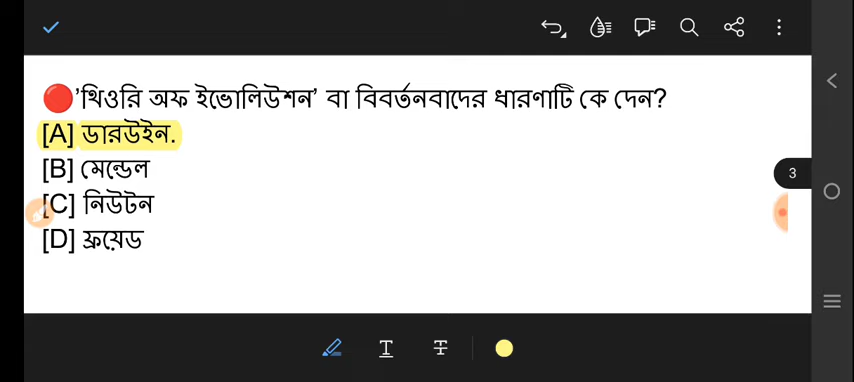 'থিওরি অফ ইভোলিউশন' বা বিবর্তনবাদের ধারণাটি কে দেন?
[A] ডারউইন.
[B] মেন্ডেল
[C] নিউটন
[D] ফ্রয়েড
3
T
T